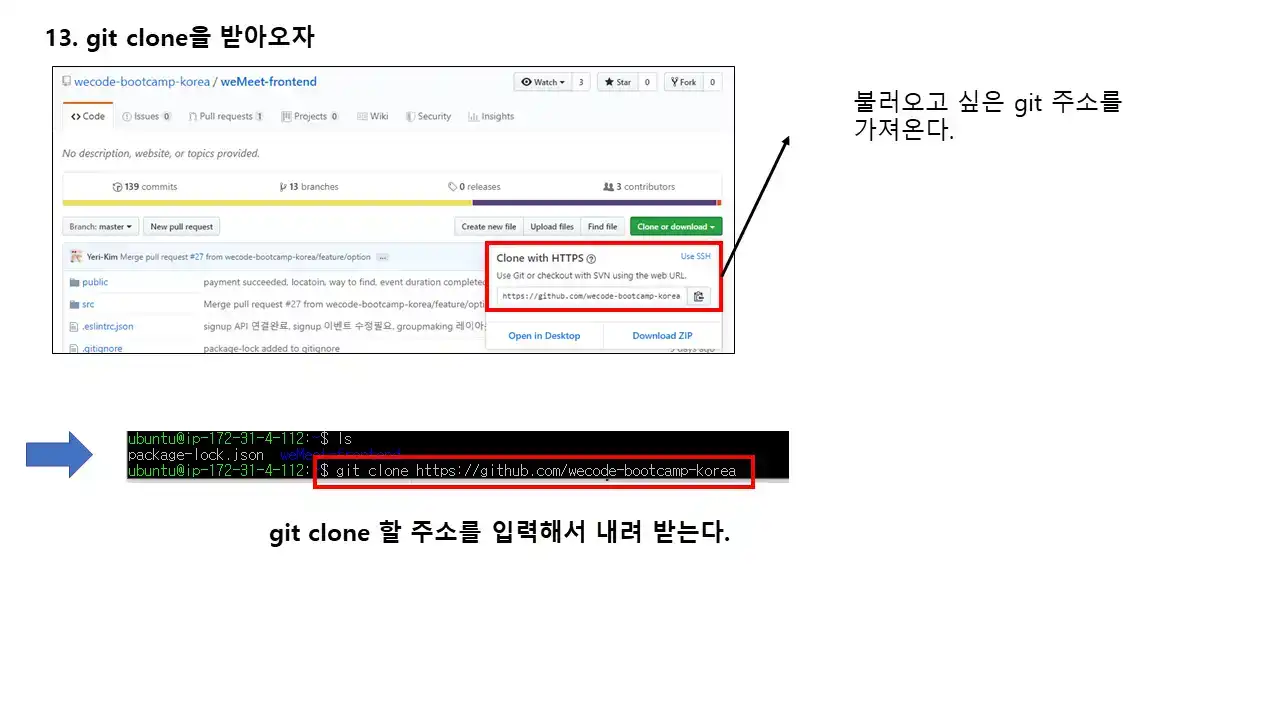 13. git clone을 받아오자
wecode-bootcamp-korea / weMeet-frontend
Watch 3 Star 0 Fork 0
Code Issues 0 Pull requests 1 Projects 0 Wiki Security Insights
불러오고 싶은 git 주소를
가져온다.
No description, website, or topics provided.
139 commits 13 branches 0 releases 3 contributors
Branch: master New pull request Create new file Upload files Find file Clone or download
Yeri-Kim Merge pull request #27 from wecode-bootcamp-korea/feature/option ...
Clone with HTTPS Use SSH
Use Git or checkout with SVN using the web URL.
https://github.com/wecode-bootcamp-korea
Open in Desktop Download ZIP
public payment succeeded, locatoin, way to find, event duration completed
src Merge pull request #27 from wecode-bootcamp-korea/feature/optio
.eslintrc.json signup API 연결완료, signup 이벤트 수정필요, groupmaking 레이아
.gitignore package-lock added to gitignore 9 days ago
ubuntu@ip-172-31-4-112:~$ ls
package-lock.json weMeet-frontend
ubuntu@ip-172-31-4-112:~$ git clone https://github.com/wecode-bootcamp-korea
git clone 할 주소를 입력해서 내려 받는다.